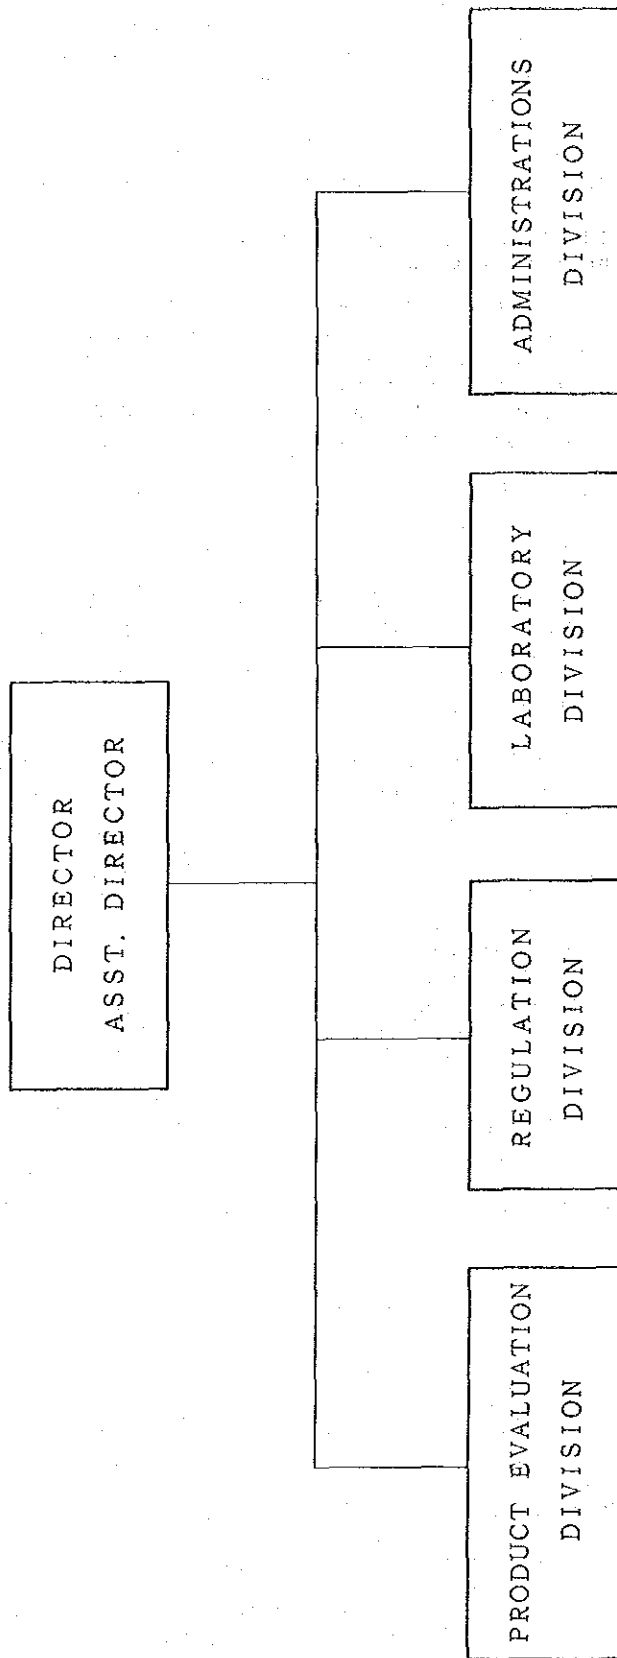 DIRECTOR
ASST. DIRECTOR
PRODUCT EVALUATION
DIVISION
REGULATION
DIVISION
LABORATORY
DIVISION
ADMINISTRATIONS
DIVISION